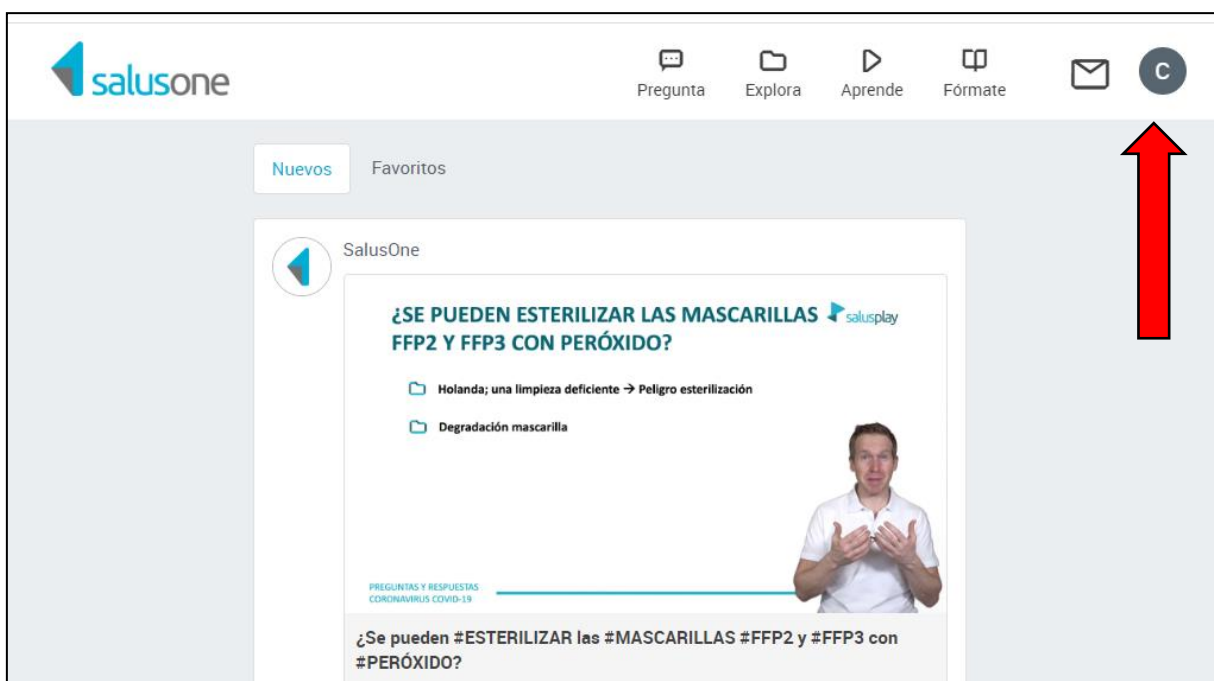 salusone
Pregunta Explora Aprende Fórmate
C
Nuevos Favoritos
SalusOne
¿SE PUEDEN ESTERILIZAR LAS MASCARILLAS salusplay
FFP2 Y FFP3 CON PERÓXIDO?
Holanda; una limpieza deficiente → Peligro esterilización
Degradación mascarilla
PREGUNTAS Y RESPUESTAS
CORONAVIRUS COVID-19
¿Se pueden #ESTERILIZAR las #MASCARILLAS #FFP2 y #FFP3 con
#PERÓXIDO?